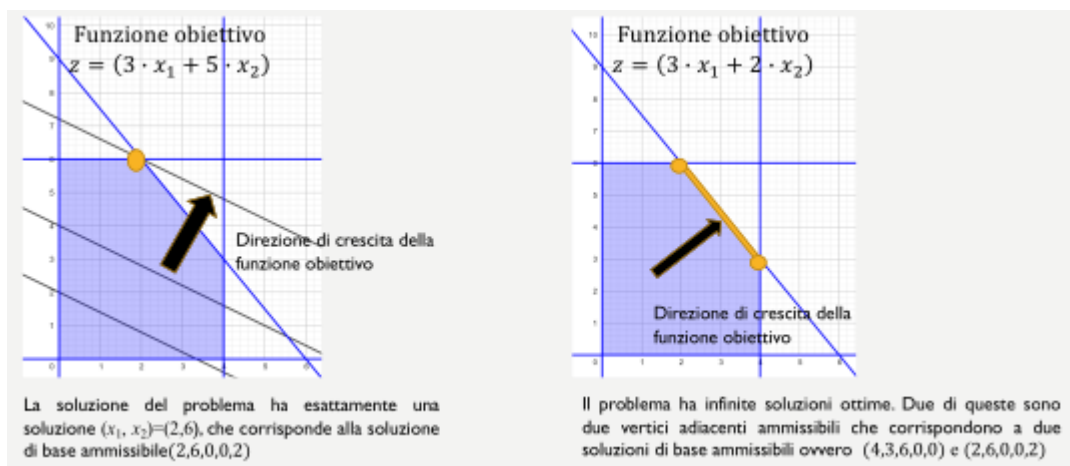 Funzione obiettivo
z = (3 · x₁ + 5 · x₂)
Direzione di crescita della
funzione obiettivo
La soluzione del problema ha esattamente una
soluzione (x₁, x₂)=(2,6), che corrisponde alla soluzione
di base ammissibile(2,6,0,0,2)
Funzione obiettivo
z = (3 · x₁ + 2 · x₂)
Direzione di crescita della
funzione obiettivo
Il problema ha infinite soluzioni ottime. Due di queste sono
due vertici adiacenti ammissibili che corrispondono a due
soluzioni di base ammissibili ovvero (4,3,6,0,0) e (2,6,0,0,2)